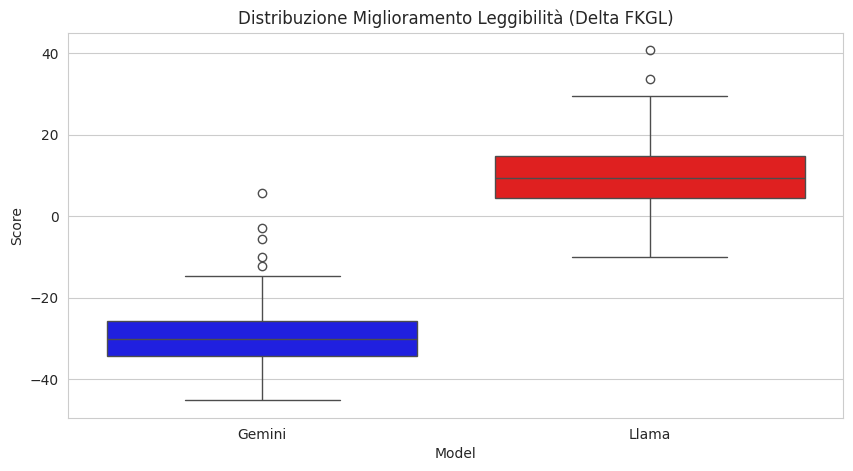 Distribuzione Miglioramento Leggibilità (Delta FKGL)
Score
40
20
0
−20
−40
Gemini
Llama
Model